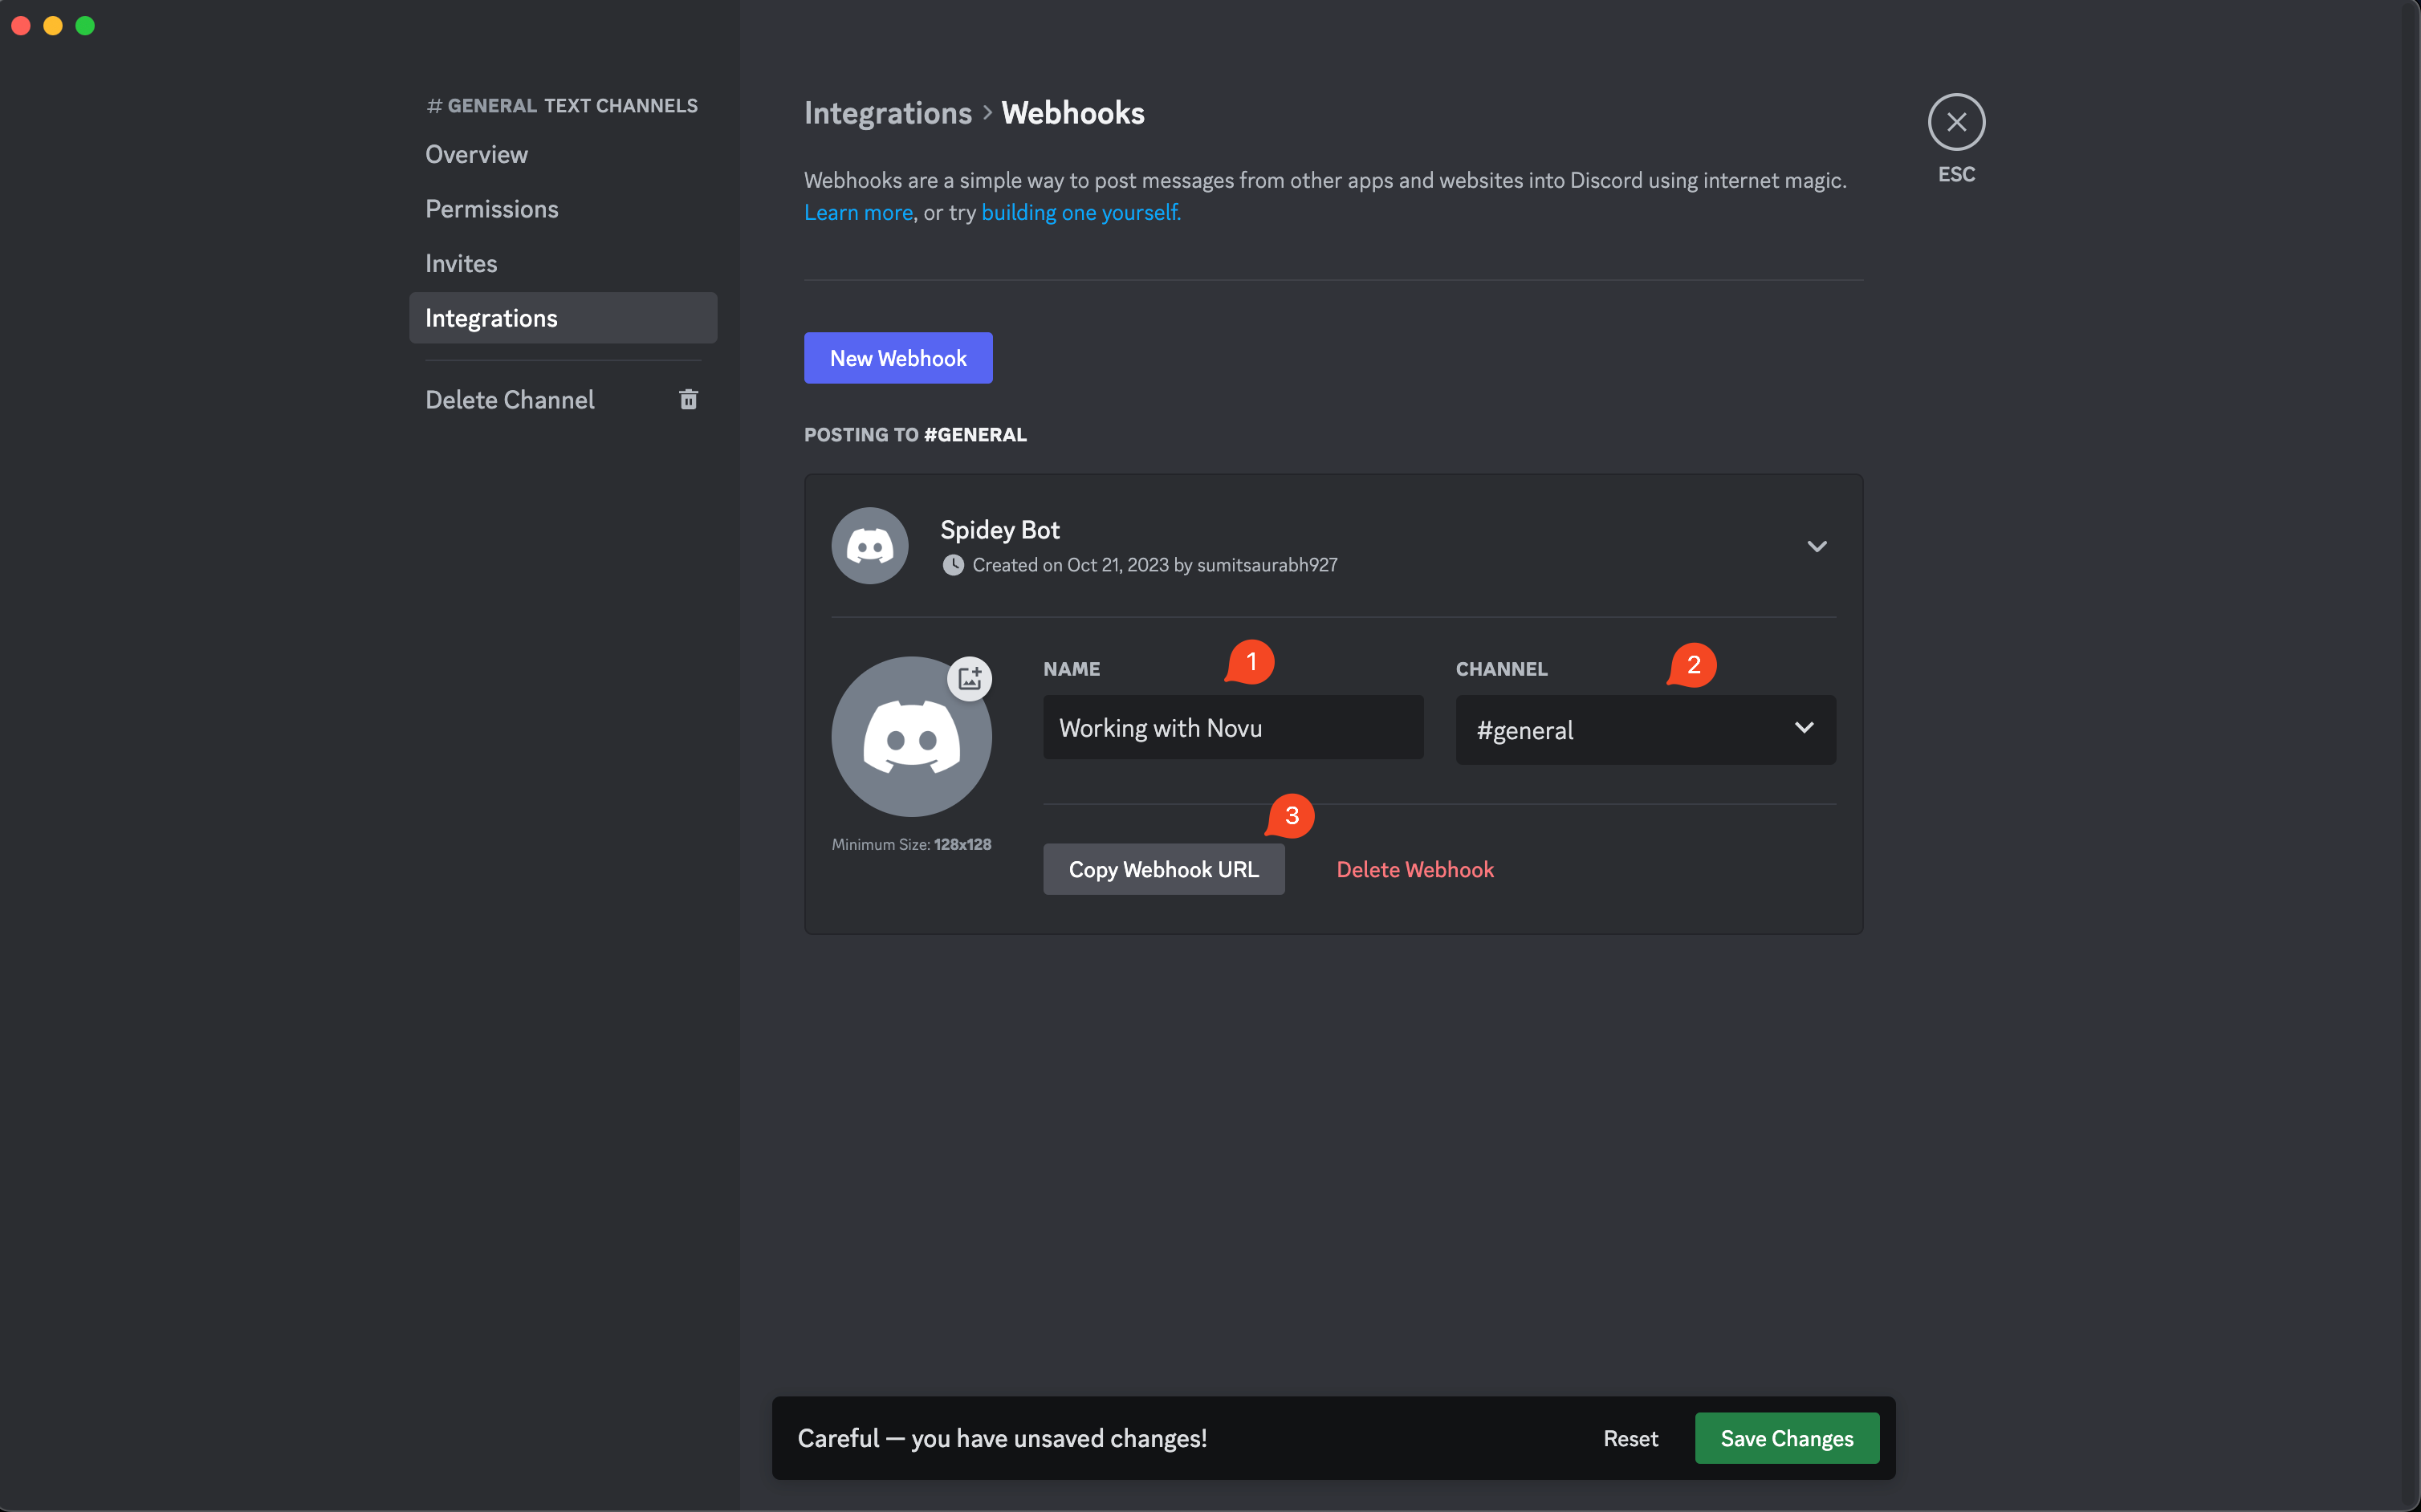 # GENERAL TEXT CHANNELS
Overview
Permissions
Invites
Integrations
Delete Channel
Integrations > Webhooks
ESC
Webhooks are a simple way to post messages from other apps and websites into Discord using internet magic.
Learn more, or try building one yourself.
New Webhook
POSTING TO #GENERAL
Spidey Bot
Created on Oct 21, 2023 by sumitsaurabh927
NAME
1
CHANNEL
2
Working with Novu
#general
Minimum Size: 128x128
3
Copy Webhook URL
Delete Webhook
Careful — you have unsaved changes!
Reset
Save Changes